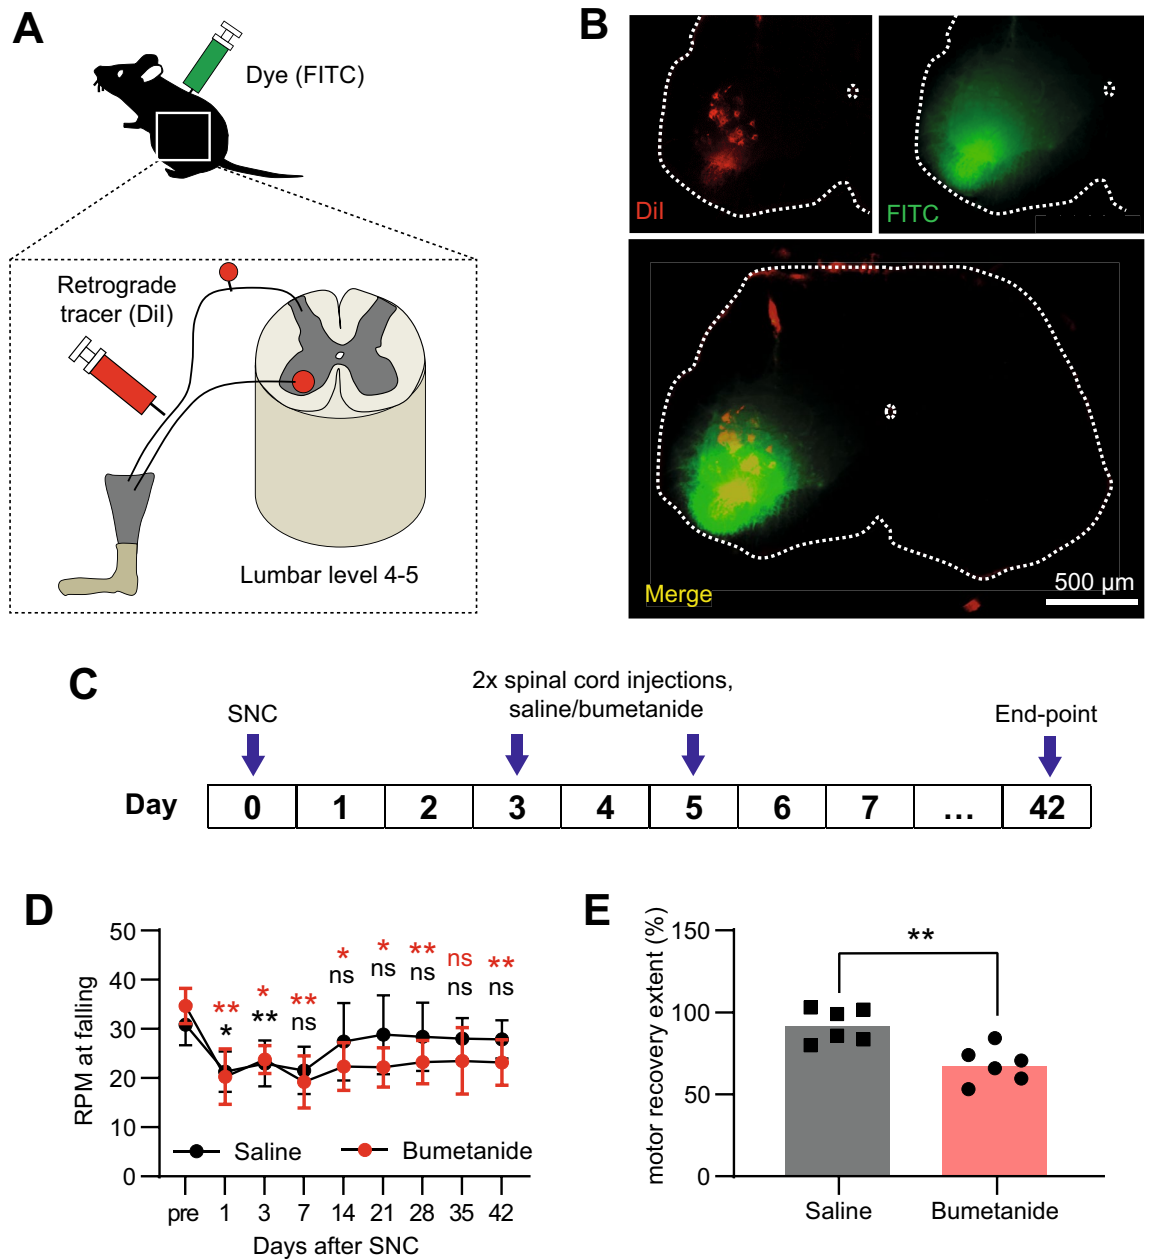 A
Dye (FITC)
Retrograde
tracer (DiI)
Lumbar level 4-5
B
DiI
FITC
Merge
500 µm
C
SNC
2x spinal cord injections,
saline/bumetanide
End-point
Day 0 1 2 3 4 5 6 7 ... 42
D
RPM at falling
50
40
30
20
10
0
** * ** * ** ns * ns * ns ** ns ns ns ** ns
Saline Bumetanide
pre 1 3 7 14 21 28 35 42
Days after SNC
E
motor recovery extent (%)
150
100
50
0
**
Saline Bumetanide